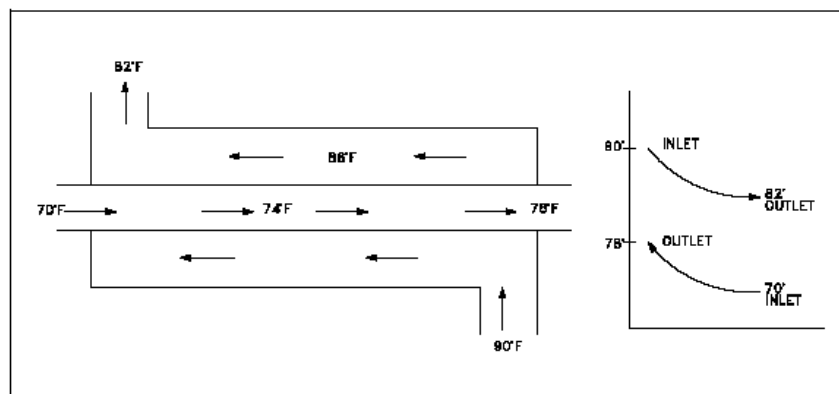 82°F
86°F
70°F
74°F
78°F
90°F
90°
INLET
82°
OUTLET
78°
OUTLET
70°
INLET